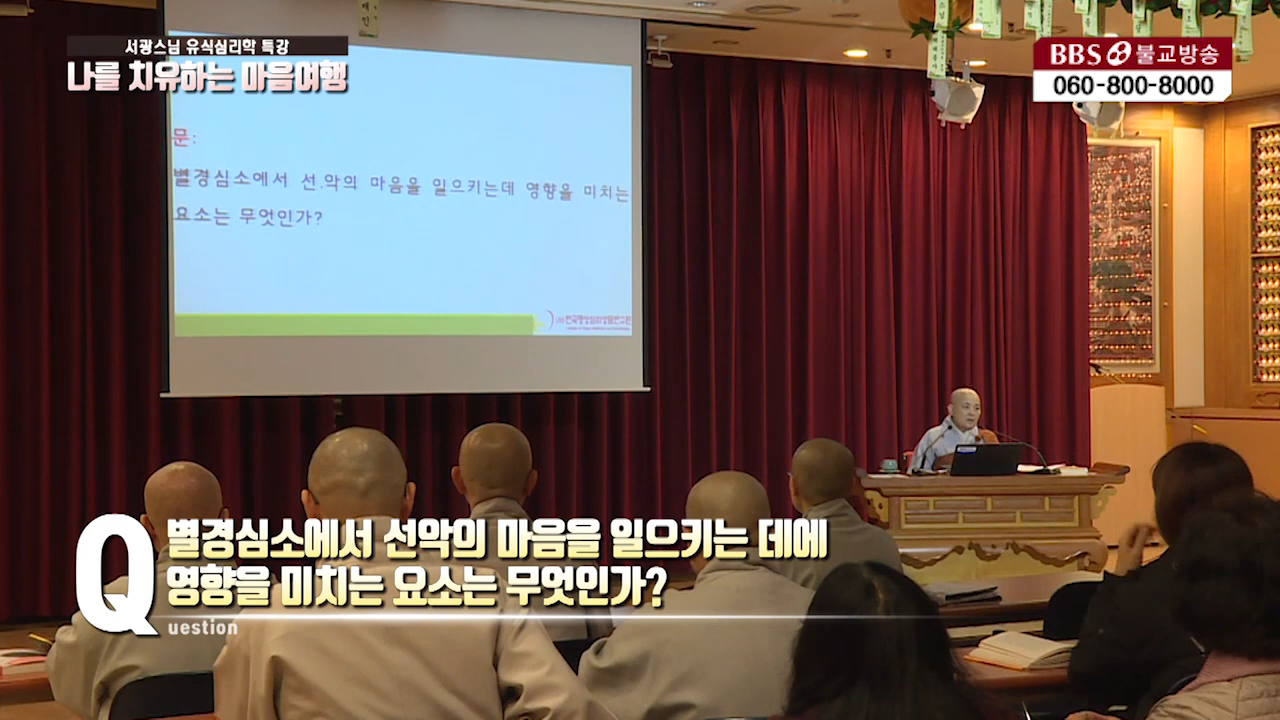 서광스님 유식심리학 특강
나를 치유하는 마음여행
BBS 불교방송
060-800-8000
문:
별경심소에서 선.악의 마음을 일으키는데 영향을 미치는
요소는 무엇인가?
Q
별경심소에서 선악의 마음을 일으키는 데에
영향을 미치는 요소는 무엇인가?
uestion